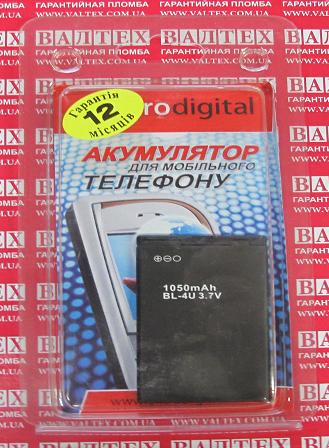 ГАРАНТИЙНАЯ ПЛОМБА
WWW.VALTEX.COM.UA
ВАЛТЕХ
Гарантія
12
місяців
rodigital
АКУМУЛЯТОР
ДЛЯ МОБІЛЬНОГО
ТЕЛЕФОНУ
1050mAh
BL-4U 3.7V